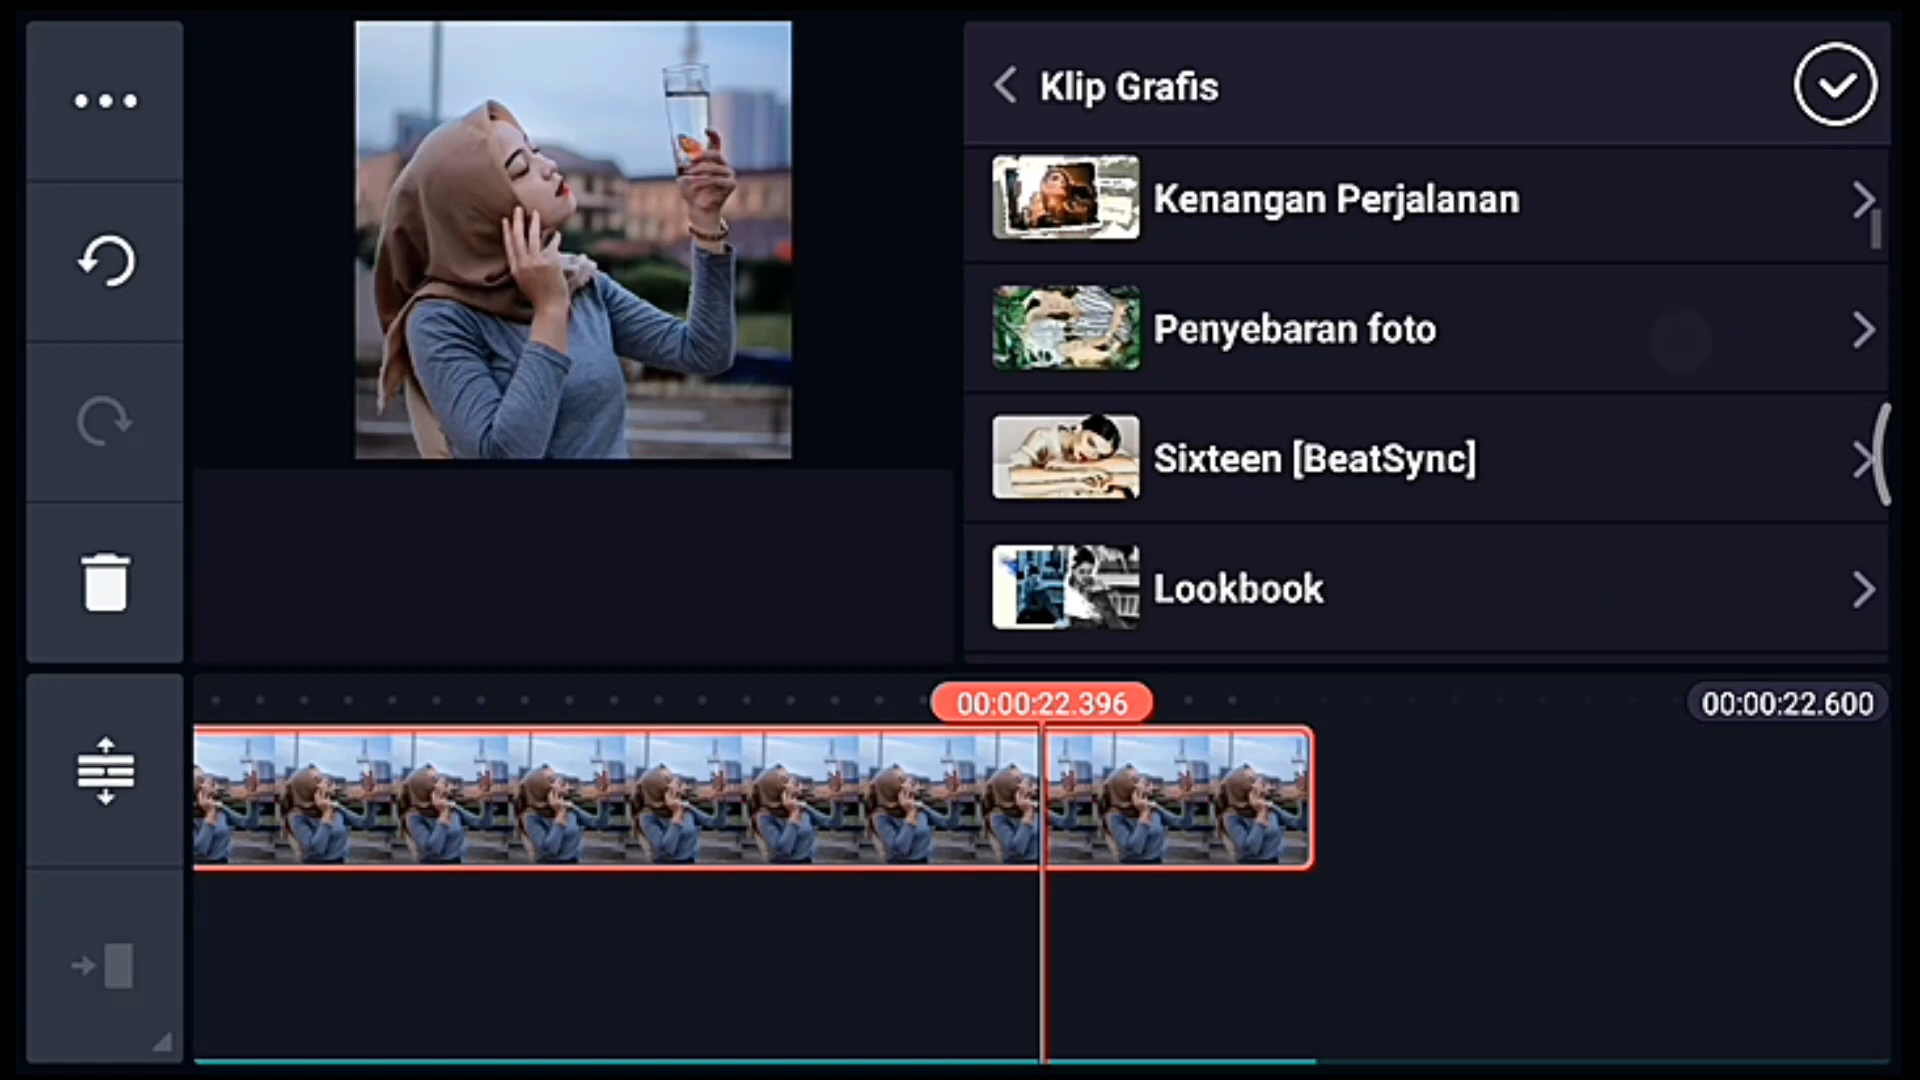 Klip Grafis
Kenangan Perjalanan
Penyebaran foto
Sixteen [BeatSync]
Lookbook
00:00:22.396
00:00:22.600